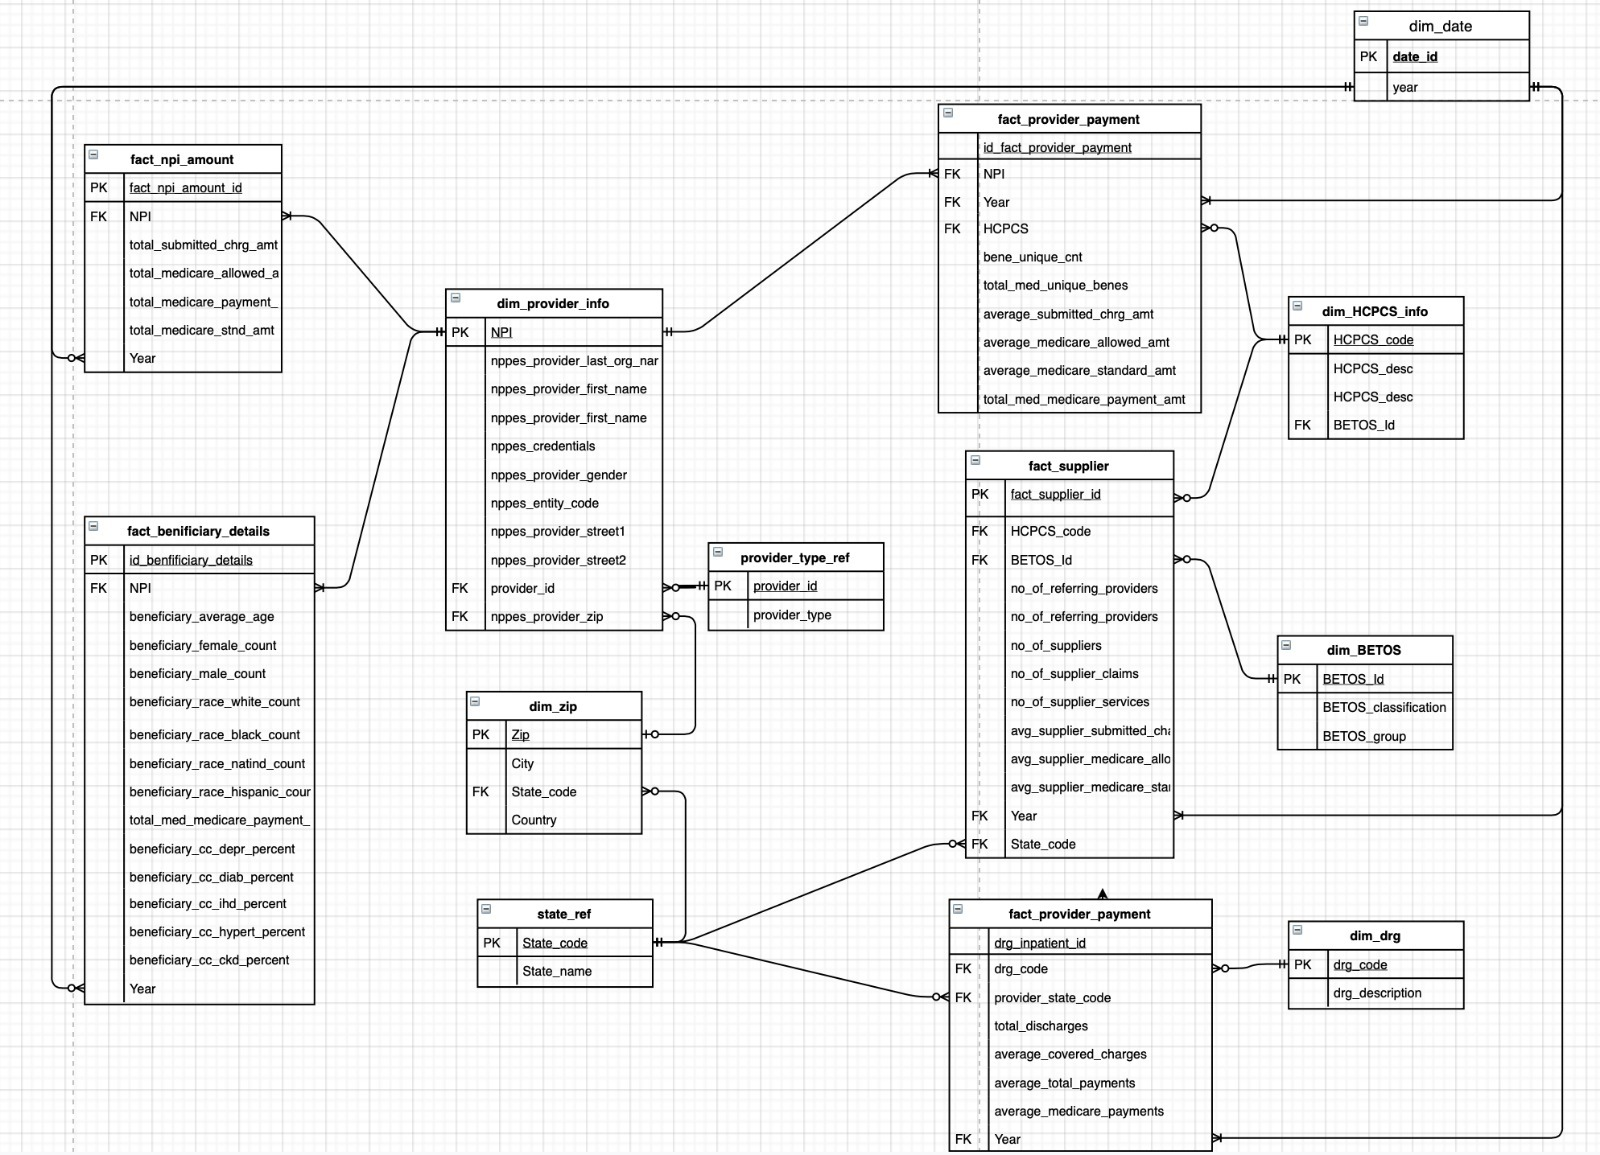 dim_date
PK date_id
year
fact_provider_payment
id_fact_provider_payment
FK NPI
FK Year
FK HCPCS
bene_unique_cnt
total_med_unique_benes
average_submitted_chrg_amt
average_medicare_allowed_amt
average_medicare_standard_amt
total_med_medicare_payment_amt
fact_npi_amount
PK fact_npi_amount_id
FK NPI
total_submitted_chrg_amt
total_medicare_allowed_a
total_medicare_payment_
total_medicare_stnd_amt
Year
dim_provider_info
PK NPI
nppes_provider_last_org_nar
nppes_provider_first_name
nppes_provider_first_name
nppes_credentials
nppes_provider_gender
nppes_entity_code
nppes_provider_street1
nppes_provider_street2
FK provider_id
FK nppes_provider_zip
dim_HCPCS_info
PK HCPCS_code
HCPCS_desc
HCPCS_desc
FK BETOS_Id
fact_supplier
PK fact_supplier_id
FK HCPCS_code
FK BETOS_Id
no_of_referring_providers
no_of_referring_providers
no_of_suppliers
no_of_supplier_claims
no_of_supplier_services
avg_supplier_submitted_cha
avg_supplier_medicare_allo
avg_supplier_medicare_sta
FK Year
FK State_code
fact_benificiary_details
PK id_benfificiary_details
FK NPI
beneficiary_average_age
beneficiary_female_count
beneficiary_male_count
beneficiary_race_white_count
beneficiary_race_black_count
beneficiary_race_natind_count
beneficiary_race_hispanic_cour
total_med_medicare_payment_
beneficiary_cc_depr_percent
beneficiary_cc_diab_percent
beneficiary_cc_ihd_percent
beneficiary_cc_hypert_percent
beneficiary_cc_ckd_percent
Year
provider_type_ref
PK provider_id
provider_type
dim_BETOS
PK BETOS_Id
BETOS_classification
BETOS_group
dim_zip
PK Zip
City
FK State_code
Country
state_ref
PK State_code
State_name
fact_provider_payment
drg_inpatient_id
FK drg_code
FK provider_state_code
total_discharges
average_covered_charges
average_total_payments
average_medicare_payments
FK Year
dim_drg
PK drg_code
drg_description